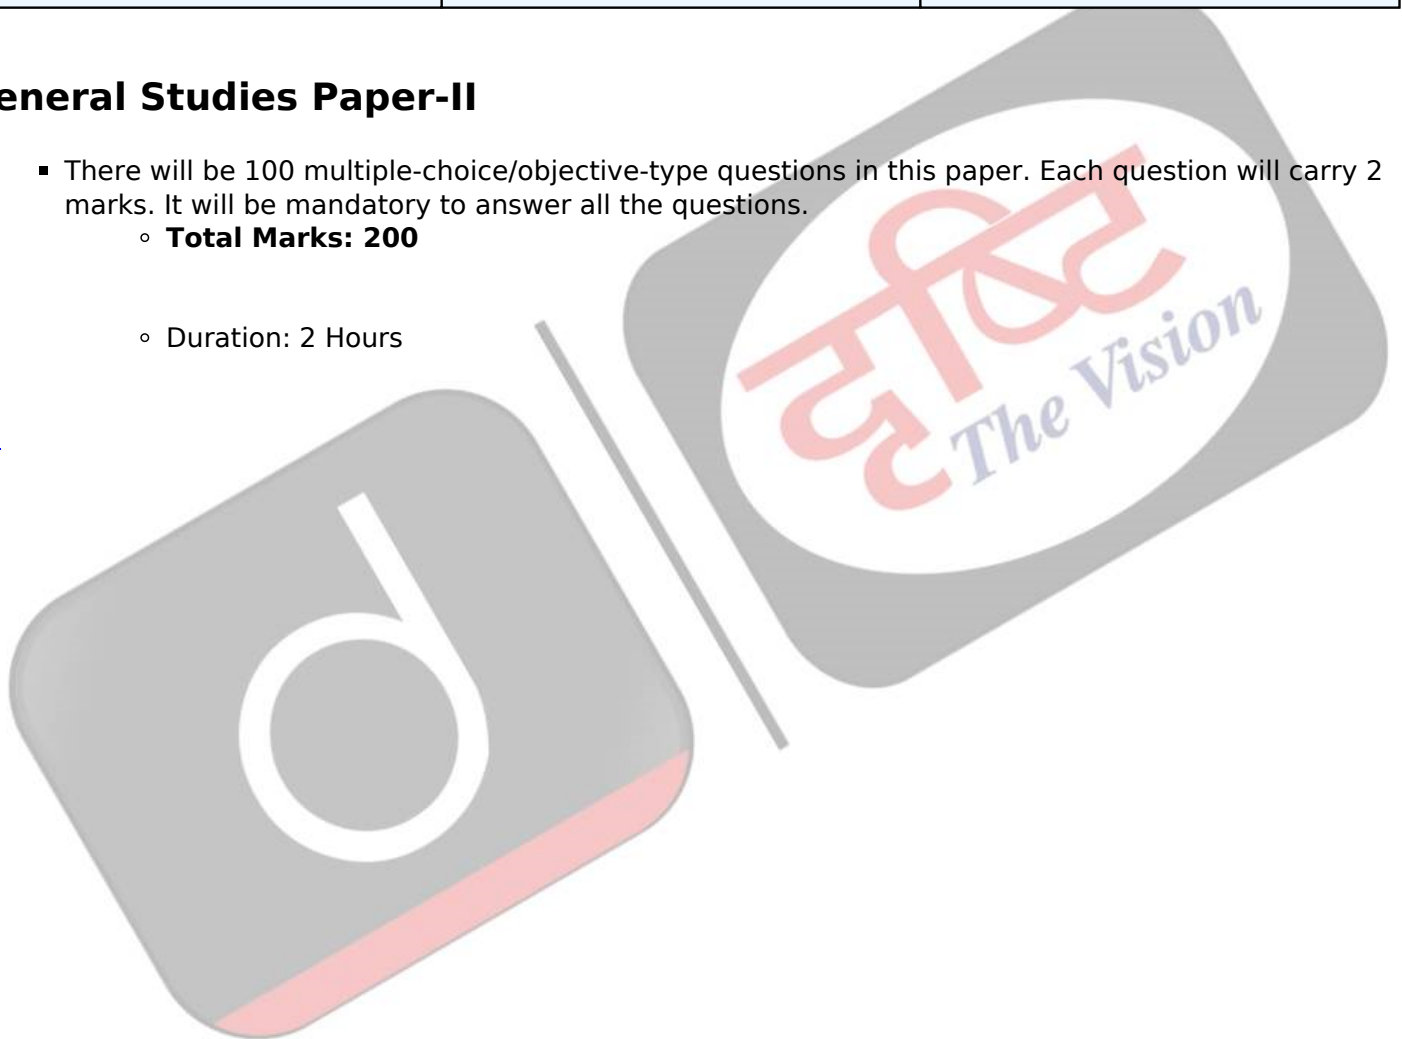 eneral Studies Paper-II
There will be 100 multiple-choice/objective-type questions in this paper. Each question will carry 2
marks. It will be mandatory to answer all the questions.
Total Marks: 200
Duration: 2 Hours
दृष्टि
The Vision
d